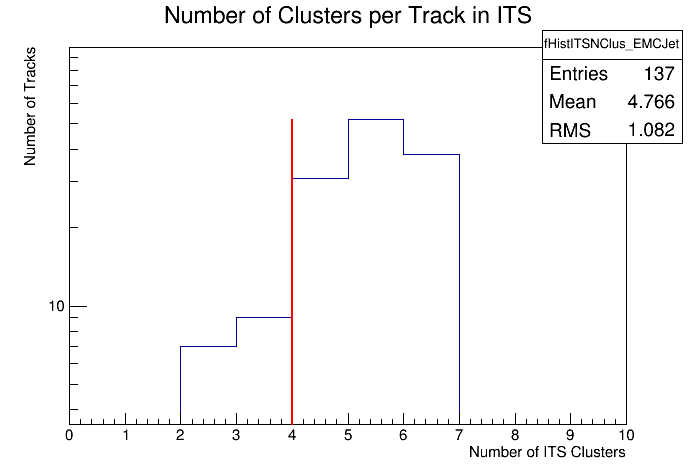 Number of Clusters per Track in ITS
fHistITSNClus_EMCJet
Entries 137
Mean 4.766
RMS 1.082
Number of Tracks
10
0 1 2 3 4 5 6 7 8 9 10
Number of ITS Clusters